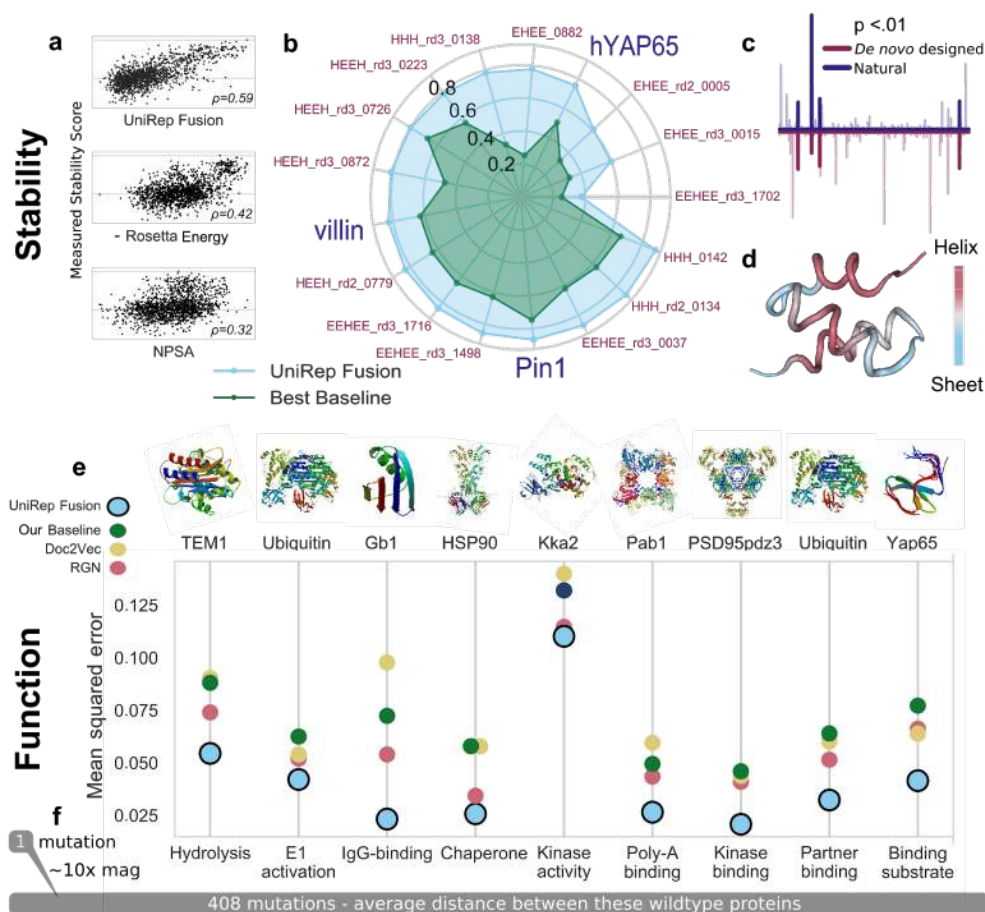 Stability
a
Measured Stability Score
ρ=0.59
UniRep Fusion
ρ=0.42
- Rosetta Energy
ρ=0.32
NPSA
b
EHEE_0882
hYAP65
EHEE_rd2_0005
EHEE_rd3_0015
EEHEE_rd3_1702
HHH_0142
HHH_rd2_0134
EEHEE_rd3_0037
Pin1
EEHEE_rd3_1498
EEHEE_rd3_1716
HEEH_rd2_0779
villin
HEEH_rd3_0872
HEEH_rd3_0726
HEEH_rd3_0223
HHH_rd3_0138
0.8
0.6
0.4
0.2
UniRep Fusion
Best Baseline
c
p <.01
De novo designed
Natural
d
Helix
Sheet
e
UniRep Fusion
Our Baseline
Doc2Vec
RGN
TEM1 Ubiquitin Gb1 HSP90 Kka2 Pab1 PSD95pdz3 Ubiquitin Yap65
Function
Mean squared error
0.125
0.100
0.075
0.050
0.025
Hydrolysis E1 activation IgG-binding Chaperone Kinase activity Poly-A binding Kinase binding Partner binding Binding substrate
f
1 mutation
~10x mag
408 mutations - average distance between these wildtype proteins